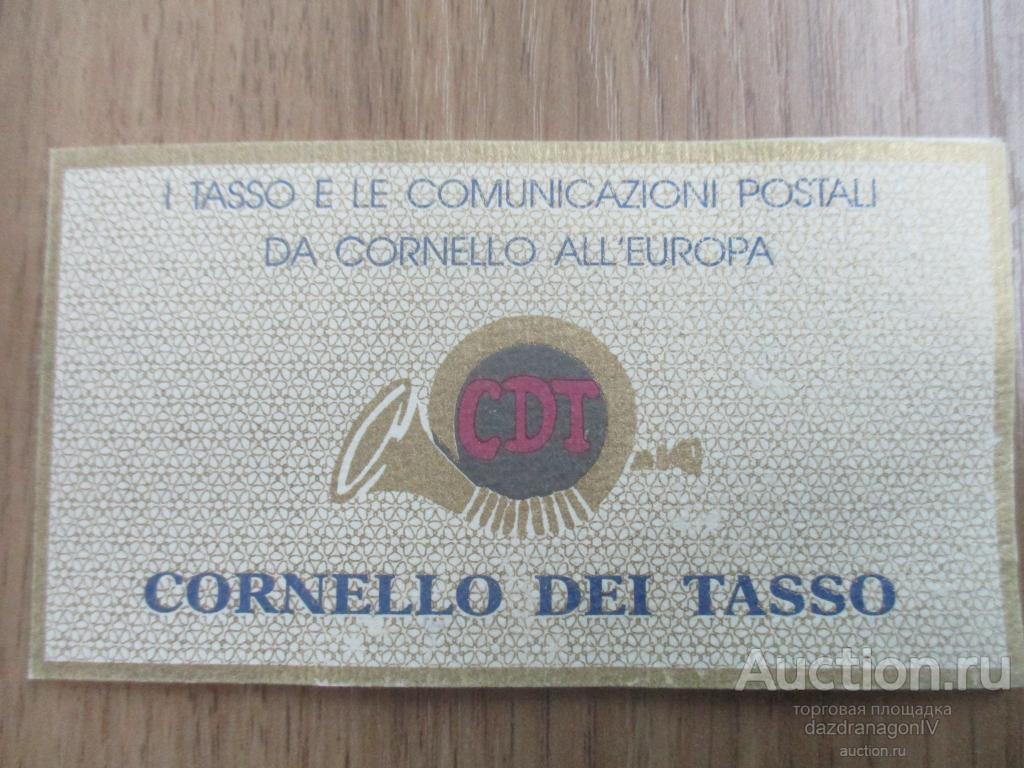 I TASSO E LE COMUNICAZIONI POSTALI
DA CORNELLO ALL'EUROPA
CDT
CORNELLO DEI TASSO
Auction.ru
торговая площадка
dazdranagonIV
auction.ru